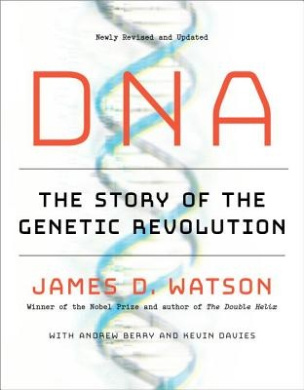 Newly Revised and Updated
DNA
THE STORY OF THE
GENETIC REVOLUTION
JAMES D. WATSON
Winner of the Nobel Prize and author of The Double Helix
WITH ANDREW BERRY AND KEVIN DAVIES